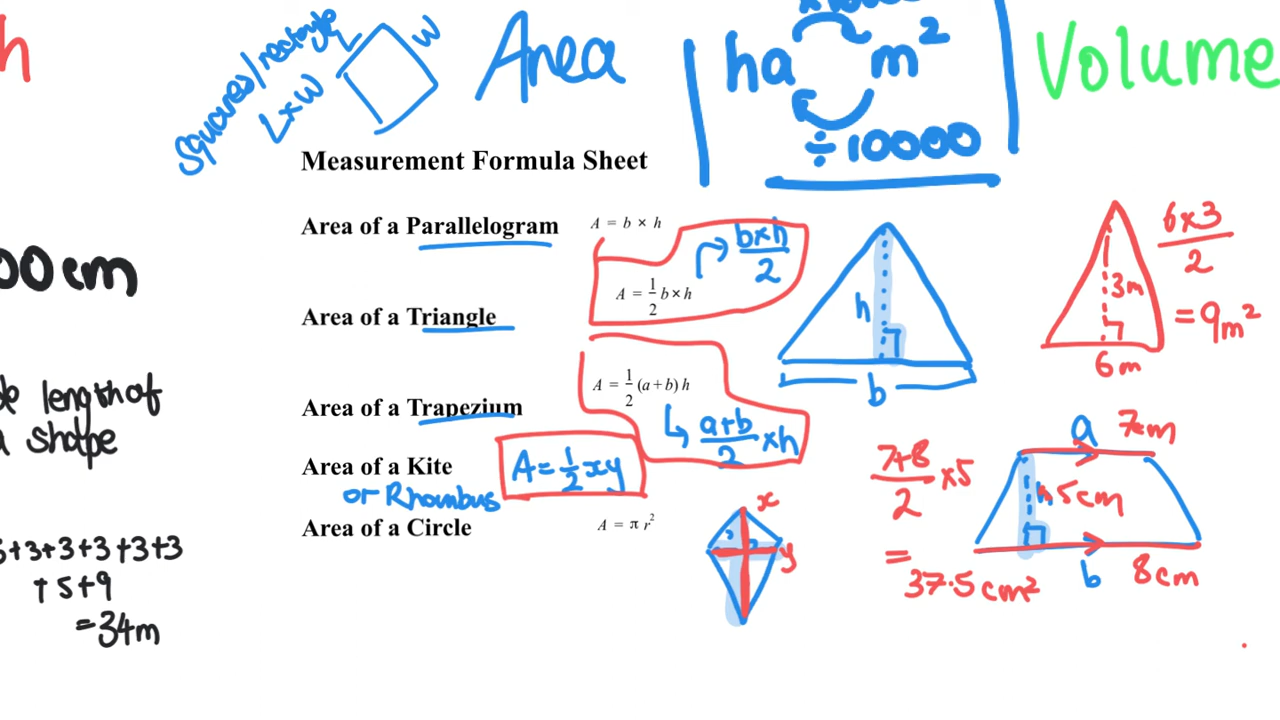 h
Squares/rectangle
L×W
W
Area
ha m²
÷10000
Volume
Measurement Formula Sheet
Area of a Parallelogram A = b × h
b×h/2
A = 1/2 b × h
Area of a Triangle
h
b
6×3/2
3m
= 9m²
6m
00cm
length of
a shape
A = 1/2 (a+b) h
Area of a Trapezium
a+b/2 ×h
Area of a Kite A = 1/2 xy
or Rhombus
Area of a Circle A = π r²
x
y
a 7cm
7+8/2 ×5
h 5cm
= 37.5cm²
b 8cm
+3+3+3+3+3
+5+9
=34m